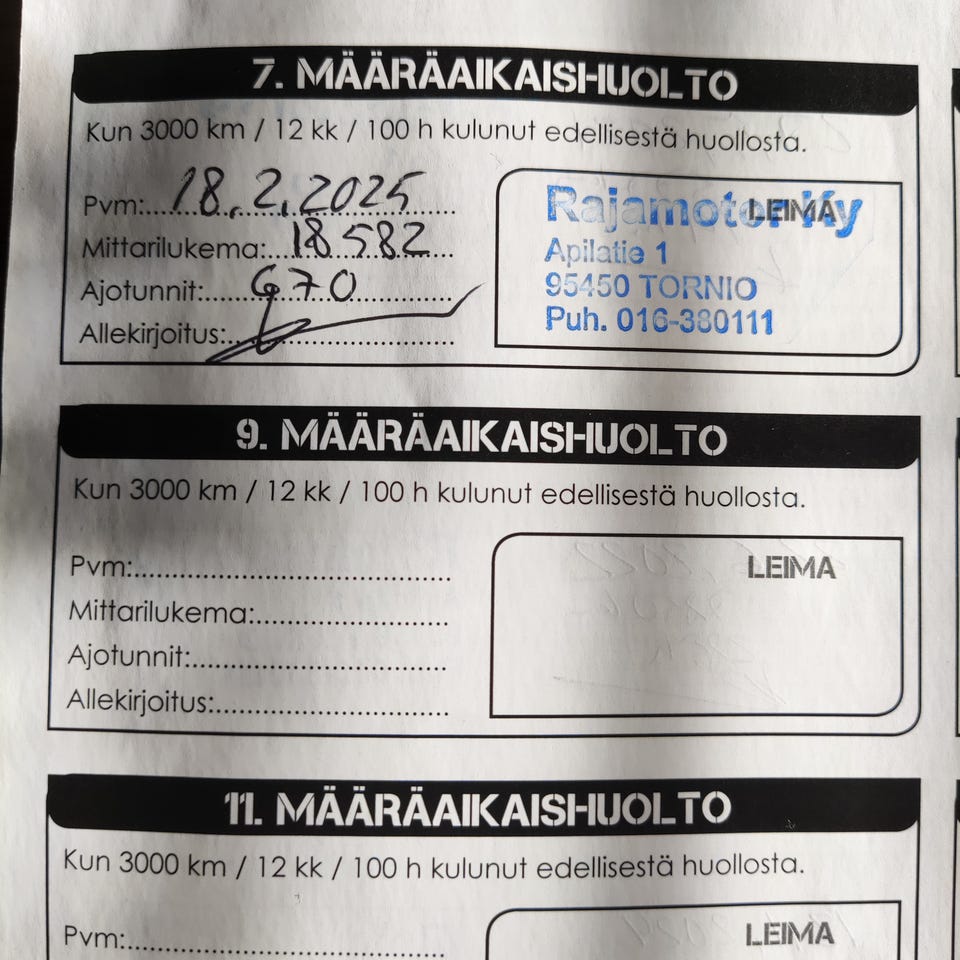 7. MÄÄRÄAIKAISHUOLTO
Kun 3000 km / 12 kk / 100 h kulunut edellisestä huollosta.
Pvm:...18.2.2025
Mittarilukema:...18 582
Ajotunnit:...670
Allekirjoitus:...
LEIMA
Rajamotor Ky
Apilatie 1
95450 TORNIO
Puh. 016-380111
9. MÄÄRÄAIKAISHUOLTO
Kun 3000 km / 12 kk / 100 h kulunut edellisestä huollosta.
Pvm:...
Mittarilukema:...
Ajotunnit:...
Allekirjoitus:...
LEIMA
11. MÄÄRÄAIKAISHUOLTO
Kun 3000 km / 12 kk / 100 h kulunut edellisestä huollosta.
Pvm:...
LEIMA